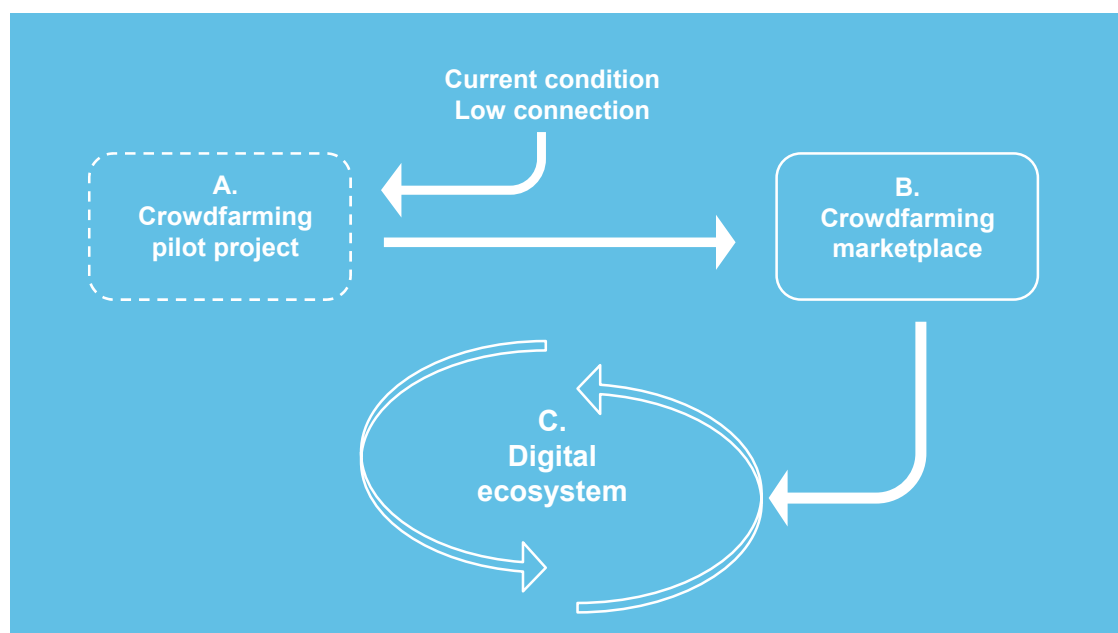 Current condition
Low connection
A.
Crowdfarming
pilot project
B.
Crowdfarming
marketplace
C.
Digital
ecosystem